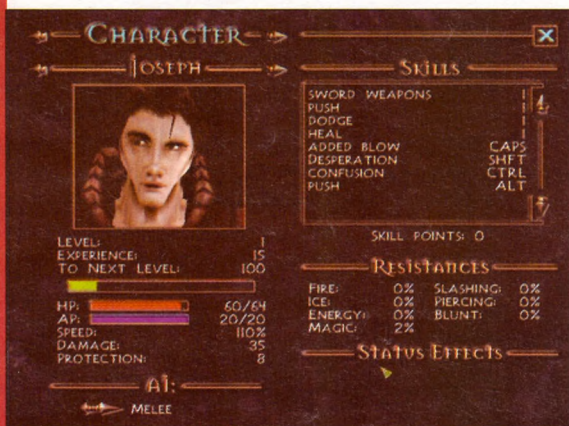 CHARACTER
JOSEPH
LEVEL: 1
EXPERIENCE: 15
TO NEXT LEVEL: 100
HP: 60/64
AP: 20/20
SPEED: 110%
DAMAGE: 35
PROTECTION: 8
AI:
MELEE
SKILLS
SWORD WEAPONS 1
PUSH 1
DODGE 1
HEAL 1
ADDED BLOW CAPS
DESPERATION SHFT
CONFUSION CTRL
PUSH ALT
SKILL POINTS: 0
RESISTANCES
FIRE: 0% SLASHING: 0%
ICE: 0% PIERCING: 0%
ENERGY: 0% BLUNT: 0%
MAGIC: 2%
STATUS EFFECTS